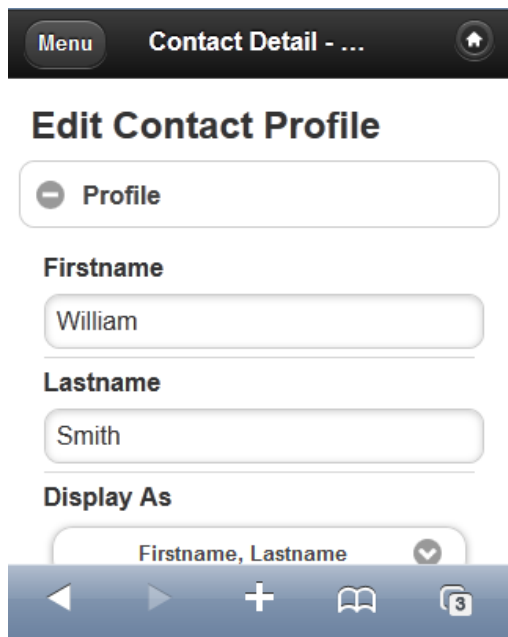 Menu Contact Detail - ...
Edit Contact Profile
Profile
Firstname
William
Lastname
Smith
Display As
Firstname, Lastname
3